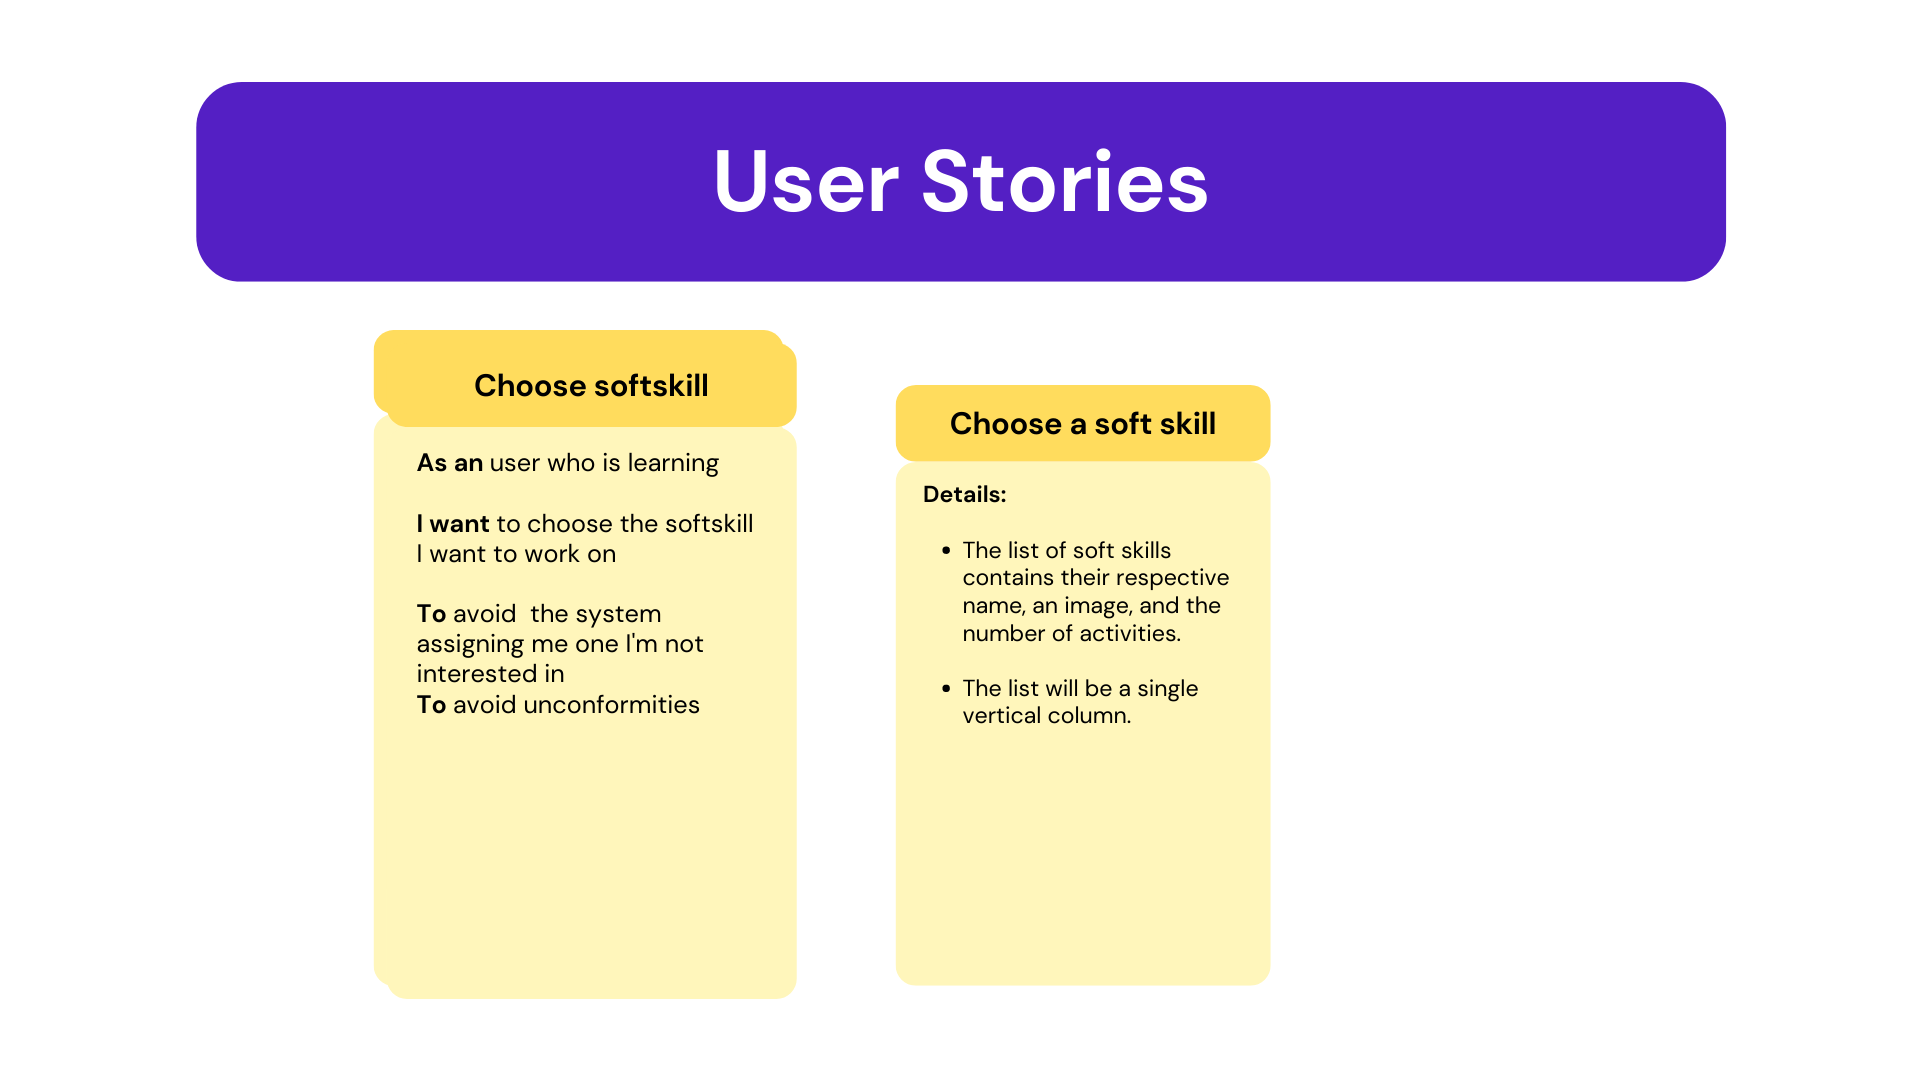 User Stories
Choose softskill
As an user who is learning
I want to choose the softskill
I want to work on
To avoid  the system
assigning me one I'm not
interested in
To avoid unconformities
Choose a soft skill
Details:
• The list of soft skills
contains their respective
name, an image, and the
number of activities.
• The list will be a single
vertical column.